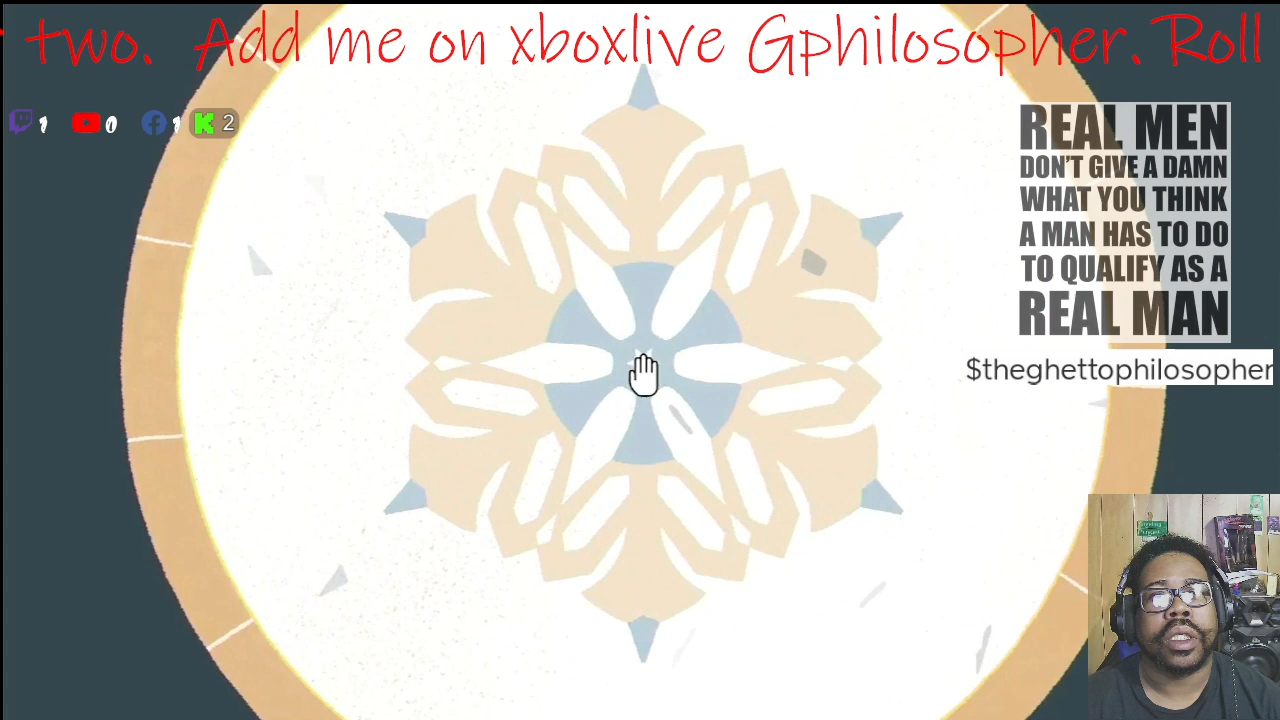 two. Add me on xboxlive Gphilosopher. Roll
1 0 1 2
REAL MEN
DON'T GIVE A DAMN
WHAT YOU THINK
A MAN HAS TO DO
TO QUALIFY AS A
REAL MAN
$theghettophilosopher